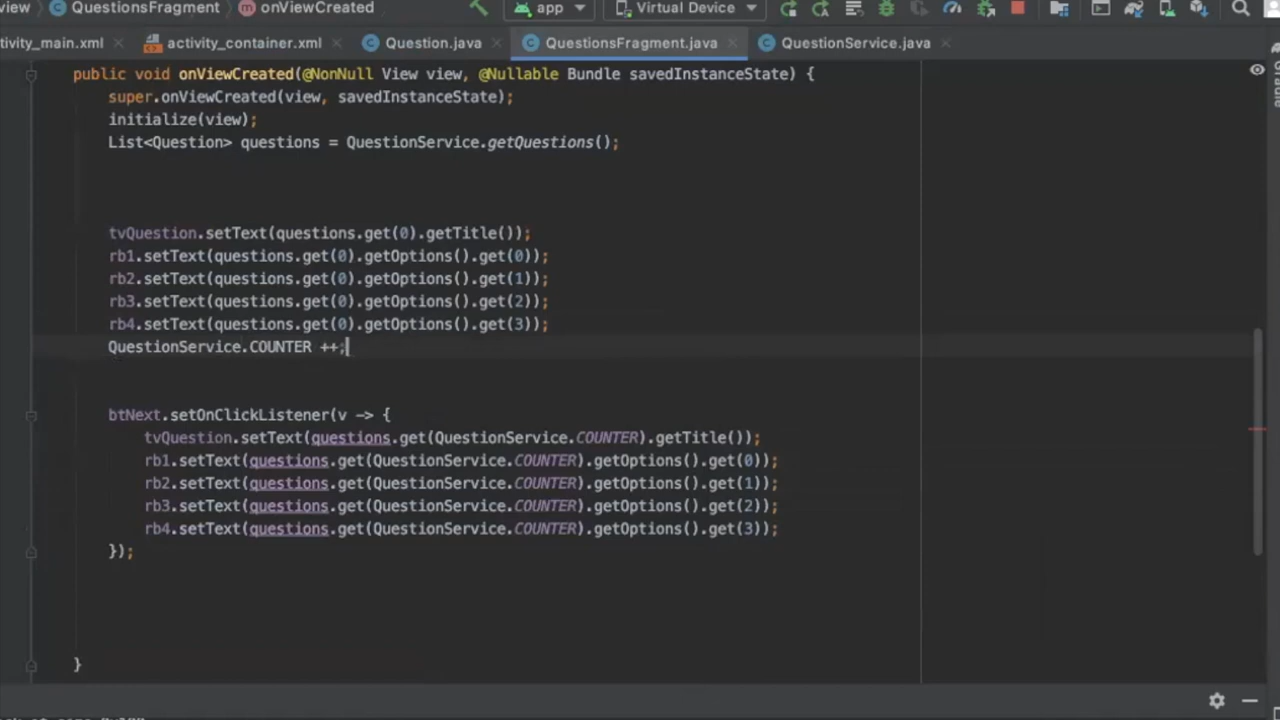 view QuestionsFragment onViewCreated app Virtual Device
tivity_main.xml activity_container.xml Question.java QuestionsFragment.java QuestionService.java
public void onViewCreated(@NonNull View view, @Nullable Bundle savedInstanceState) {
super.onViewCreated(view, savedInstanceState);
initialize(view);
List<Question> questions = QuestionService.getQuestions();
tvQuestion.setText(questions.get(0).getTitle());
rb1.setText(questions.get(0).getOptions().get(0));
rb2.setText(questions.get(0).getOptions().get(1));
rb3.setText(questions.get(0).getOptions().get(2));
rb4.setText(questions.get(0).getOptions().get(3));
QuestionService.COUNTER ++;
btNext.setOnClickListener(v -> {
tvQuestion.setText(questions.get(QuestionService.COUNTER).getTitle());
rb1.setText(questions.get(QuestionService.COUNTER).getOptions().get(0));
rb2.setText(questions.get(QuestionService.COUNTER).getOptions().get(1));
rb3.setText(questions.get(QuestionService.COUNTER).getOptions().get(2));
rb4.setText(questions.get(QuestionService.COUNTER).getOptions().get(3));
});
}